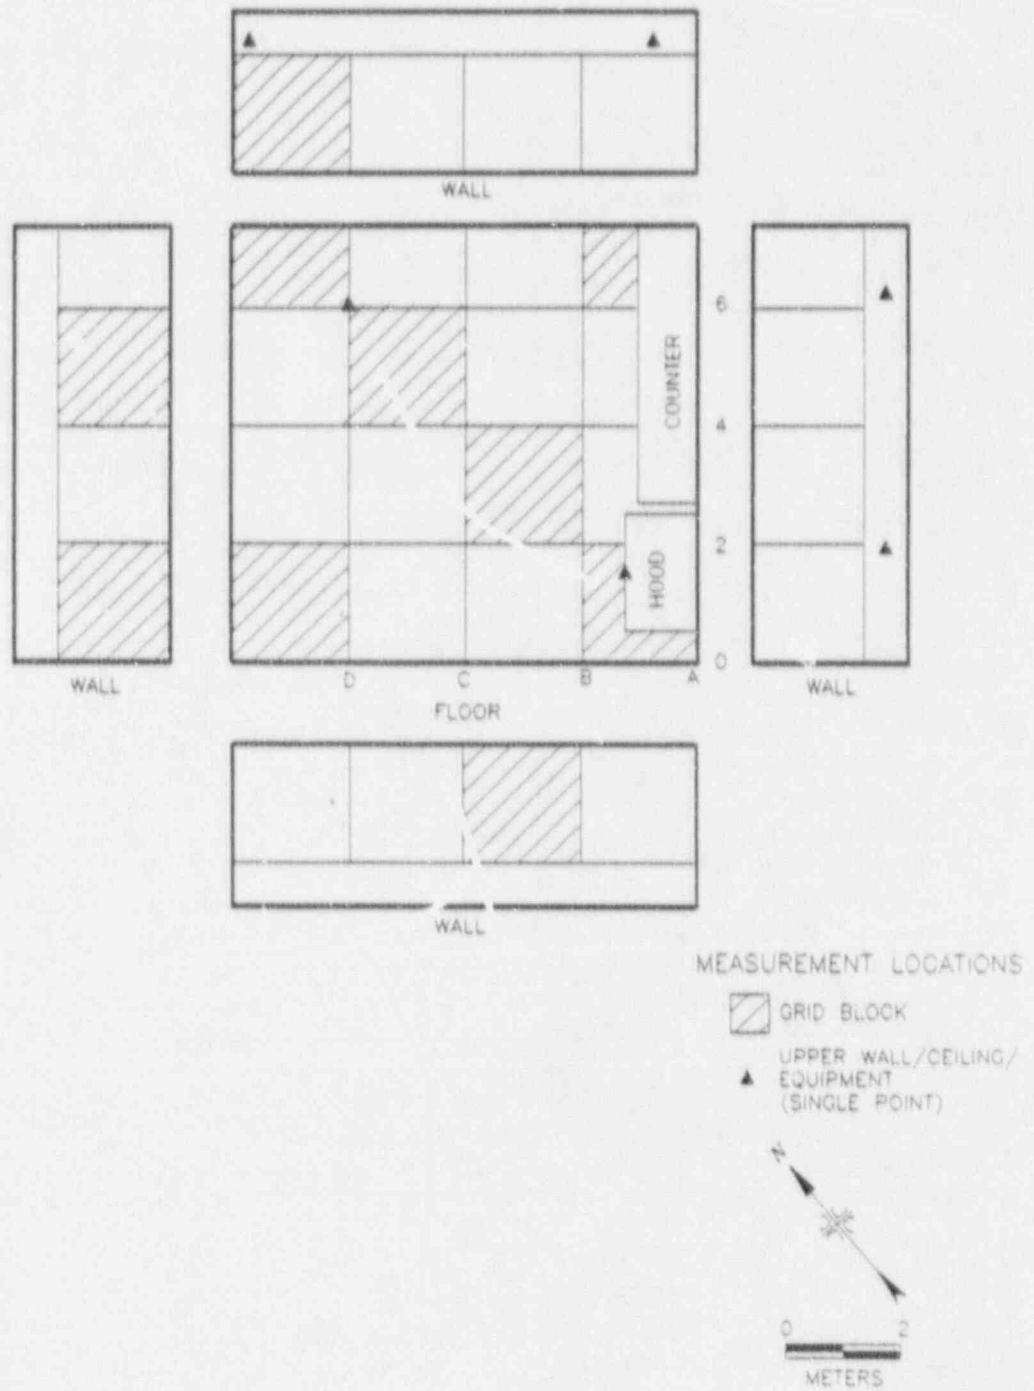 WALL
6
COUNTER
4
2
HOOD
0
D C B A
WALL
FLOOR
WALL
WALL
MEASUREMENT LOCATIONS
GRID BLOCK
UPPER WALL/CEILING/
EQUIPMENT
(SINGLE POINT)
N
0 2
METERS